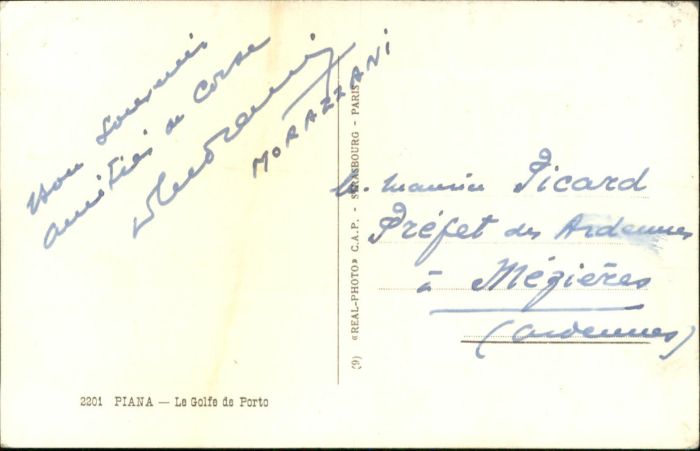 Bon souvenir
amitiés de Corse
MORAZZANI
M. Maurice Picard
Préfet des Ardennes
à Mézières
(Ardennes)
(9) «REAL-PHOTO» C.A.P. - STRASBOURG - PARIS
2201 PIANA — Le Golfe de Porto